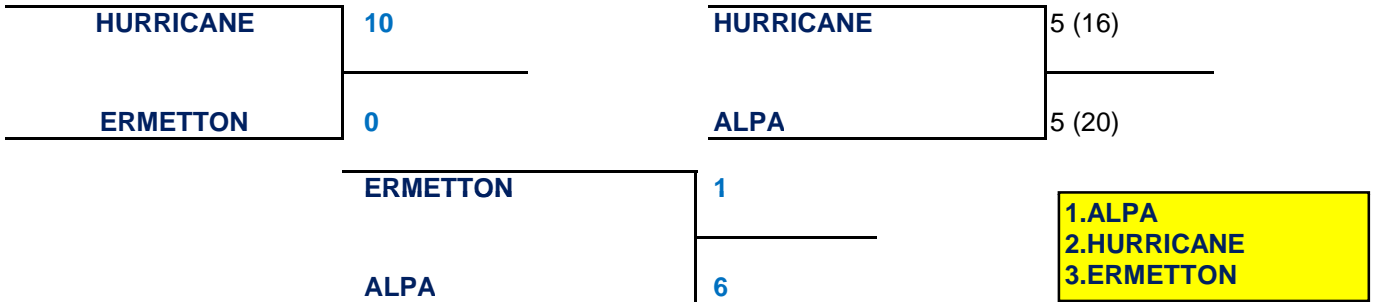 HURRICANE 10 HURRICANE 5 (16)
ERMETTON 0 ALPA 5 (20)
ERMETTON 1
1.ALPA
2.HURRICANE
3.ERMETTON
ALPA 6